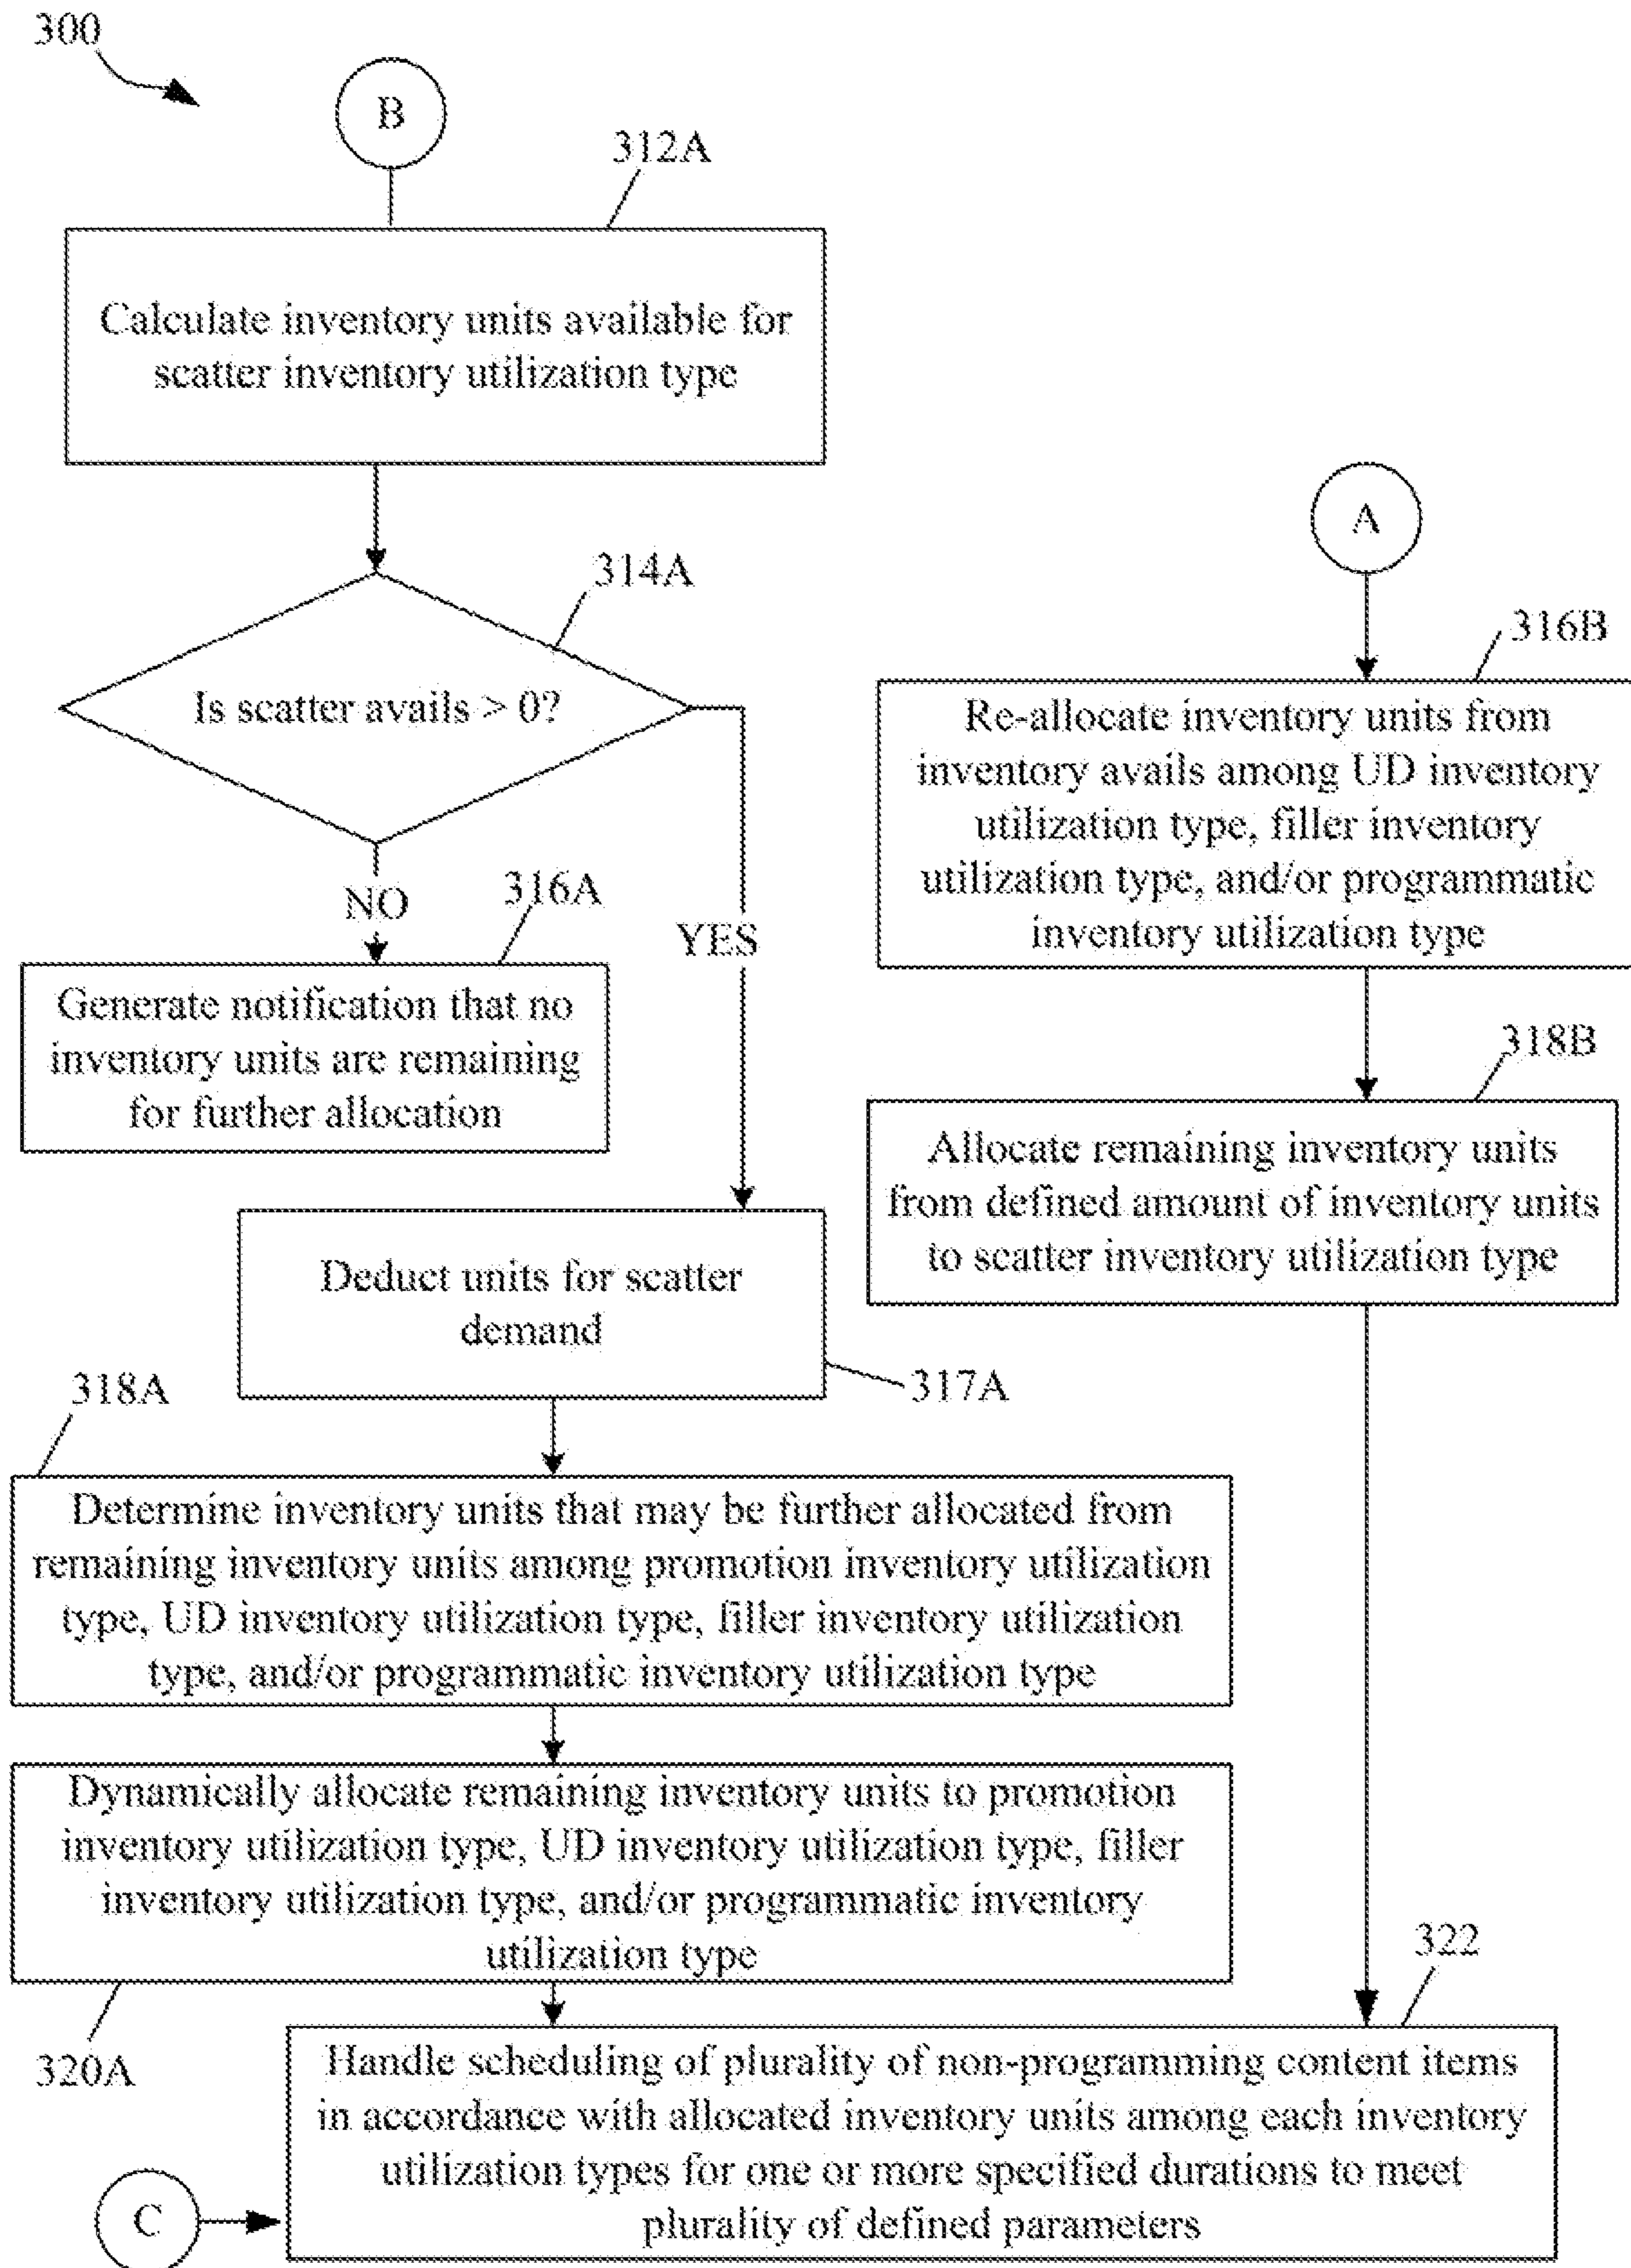 300
B
312A
Calculate inventory units available for
scatter inventory utilization type
314A
Is scatter avails > 0?
NO
YES
316A
Generate notification that no
inventory units are remaining
for further allocation
Deduct units for scatter
demand
317A
318A
Determine inventory units that may be further allocated from
remaining inventory units among promotion inventory utilization
type, UD inventory utilization type, filler inventory utilization
type, and/or programmatic inventory utilization type
Dynamically allocate remaining inventory units to promotion
inventory utilization type, UD inventory utilization type, filler
inventory utilization type, and/or programmatic inventory
utilization type
320A
A
316B
Re-allocate inventory units from
inventory avails among UD inventory
utilization type, filler inventory
utilization type, and/or programmatic
inventory utilization type
318B
Allocate remaining inventory units
from defined amount of inventory units
to scatter inventory utilization type
322
Handle scheduling of plurality of non-programming content items
in accordance with allocated inventory units among each inventory
utilization types for one or more specified durations to meet
plurality of defined parameters
C